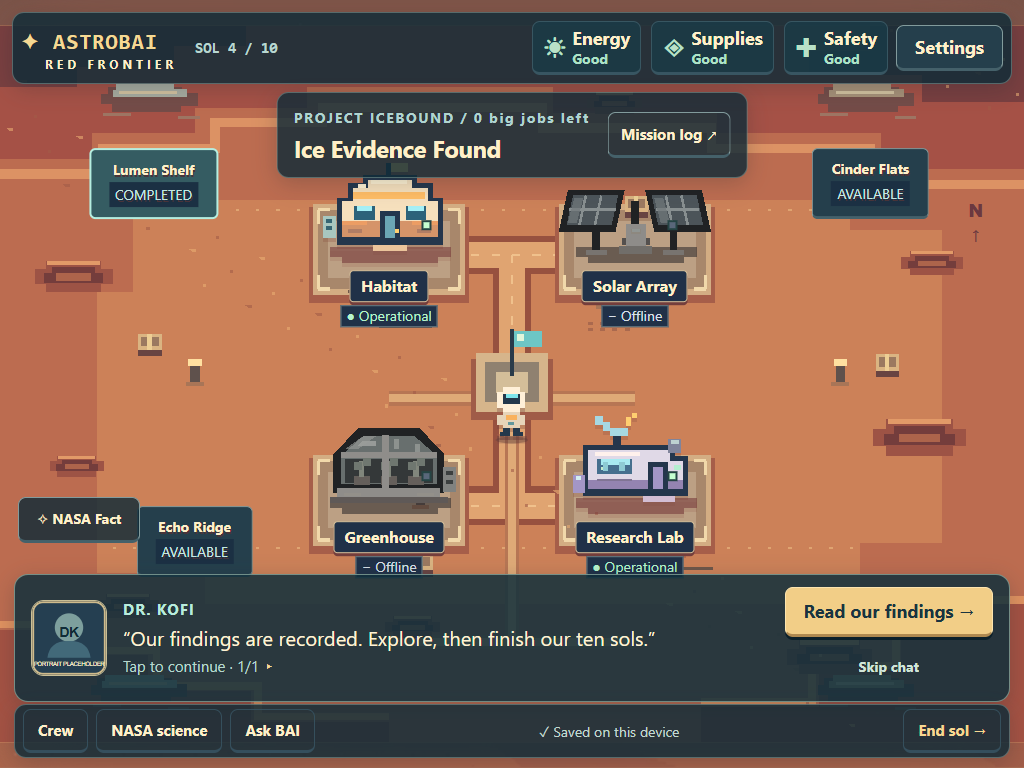 ASTROBAI
RED FRONTIER
SOL 4 / 10
Energy
Good
Supplies
Good
Safety
Good
Settings
PROJECT ICEBOUND / 0 big jobs left
Ice Evidence Found
Mission log ↗
Lumen Shelf
COMPLETED
Cinder Flats
AVAILABLE
N
↑
Habitat
● Operational
Solar Array
– Offline
Greenhouse
– Offline
Research Lab
● Operational
✧ NASA Fact
Echo Ridge
AVAILABLE
DK
PORTRAIT PLACEHOLDER
DR. KOFI
“Our findings are recorded. Explore, then finish our ten sols.”
Tap to continue · 1/1 ▸
Read our findings →
Skip chat
Crew
NASA science
Ask BAI
✓ Saved on this device
End sol →